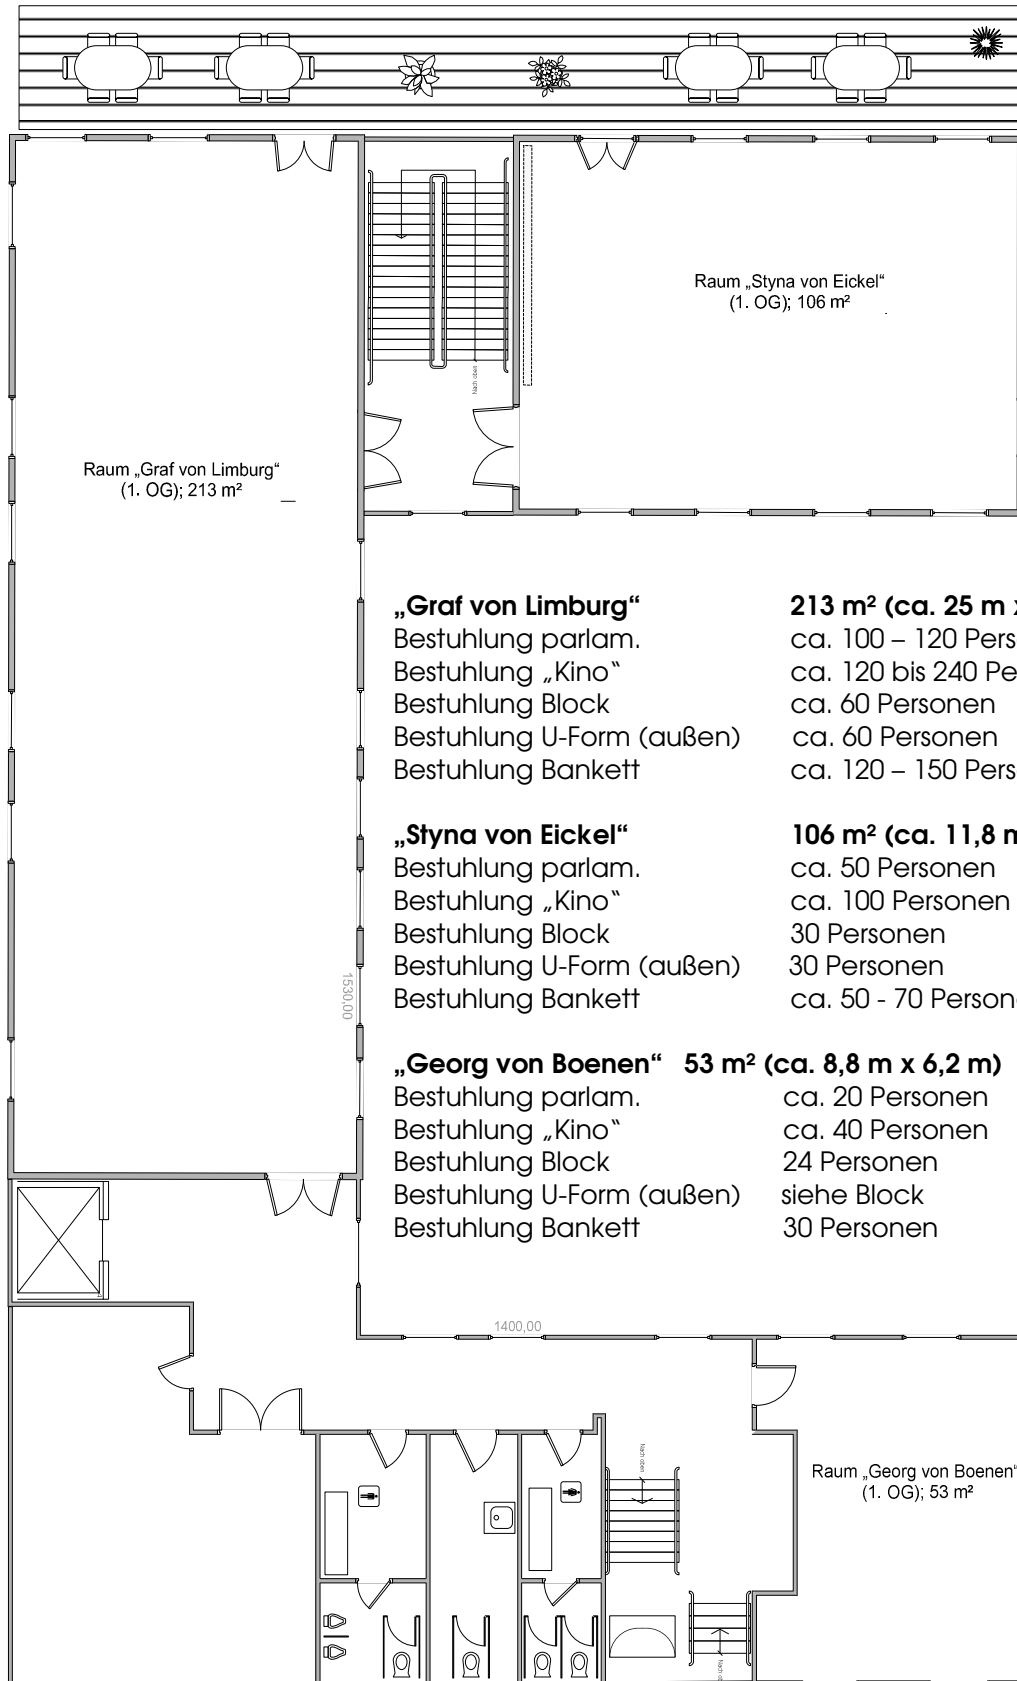 Raum „Styna von Eickel“
(1. OG); 106 m²
Nach oben
Raum „Graf von Limburg“
(1. OG); 213 m²
„Graf von Limburg“ 213 m² (ca. 25 m x
Bestuhlung parlam. ca. 100 – 120 Pers
Bestuhlung „Kino“ ca. 120 bis 240 Pe
Bestuhlung Block ca. 60 Personen
Bestuhlung U-Form (außen) ca. 60 Personen
Bestuhlung Bankett ca. 120 – 150 Pers
„Styna von Eickel“ 106 m² (ca. 11,8 m
Bestuhlung parlam. ca. 50 Personen
Bestuhlung „Kino“ ca. 100 Personen
Bestuhlung Block 30 Personen
Bestuhlung U-Form (außen) 30 Personen
Bestuhlung Bankett ca. 50 - 70 Person
1530,00
„Georg von Boenen“ 53 m² (ca. 8,8 m x 6,2 m)
Bestuhlung parlam. ca. 20 Personen
Bestuhlung „Kino“ ca. 40 Personen
Bestuhlung Block 24 Personen
Bestuhlung U-Form (außen) siehe Block
Bestuhlung Bankett 30 Personen
1400,00
Nach oben
Raum „Georg von Boenen“
(1. OG); 53 m²
Nach o